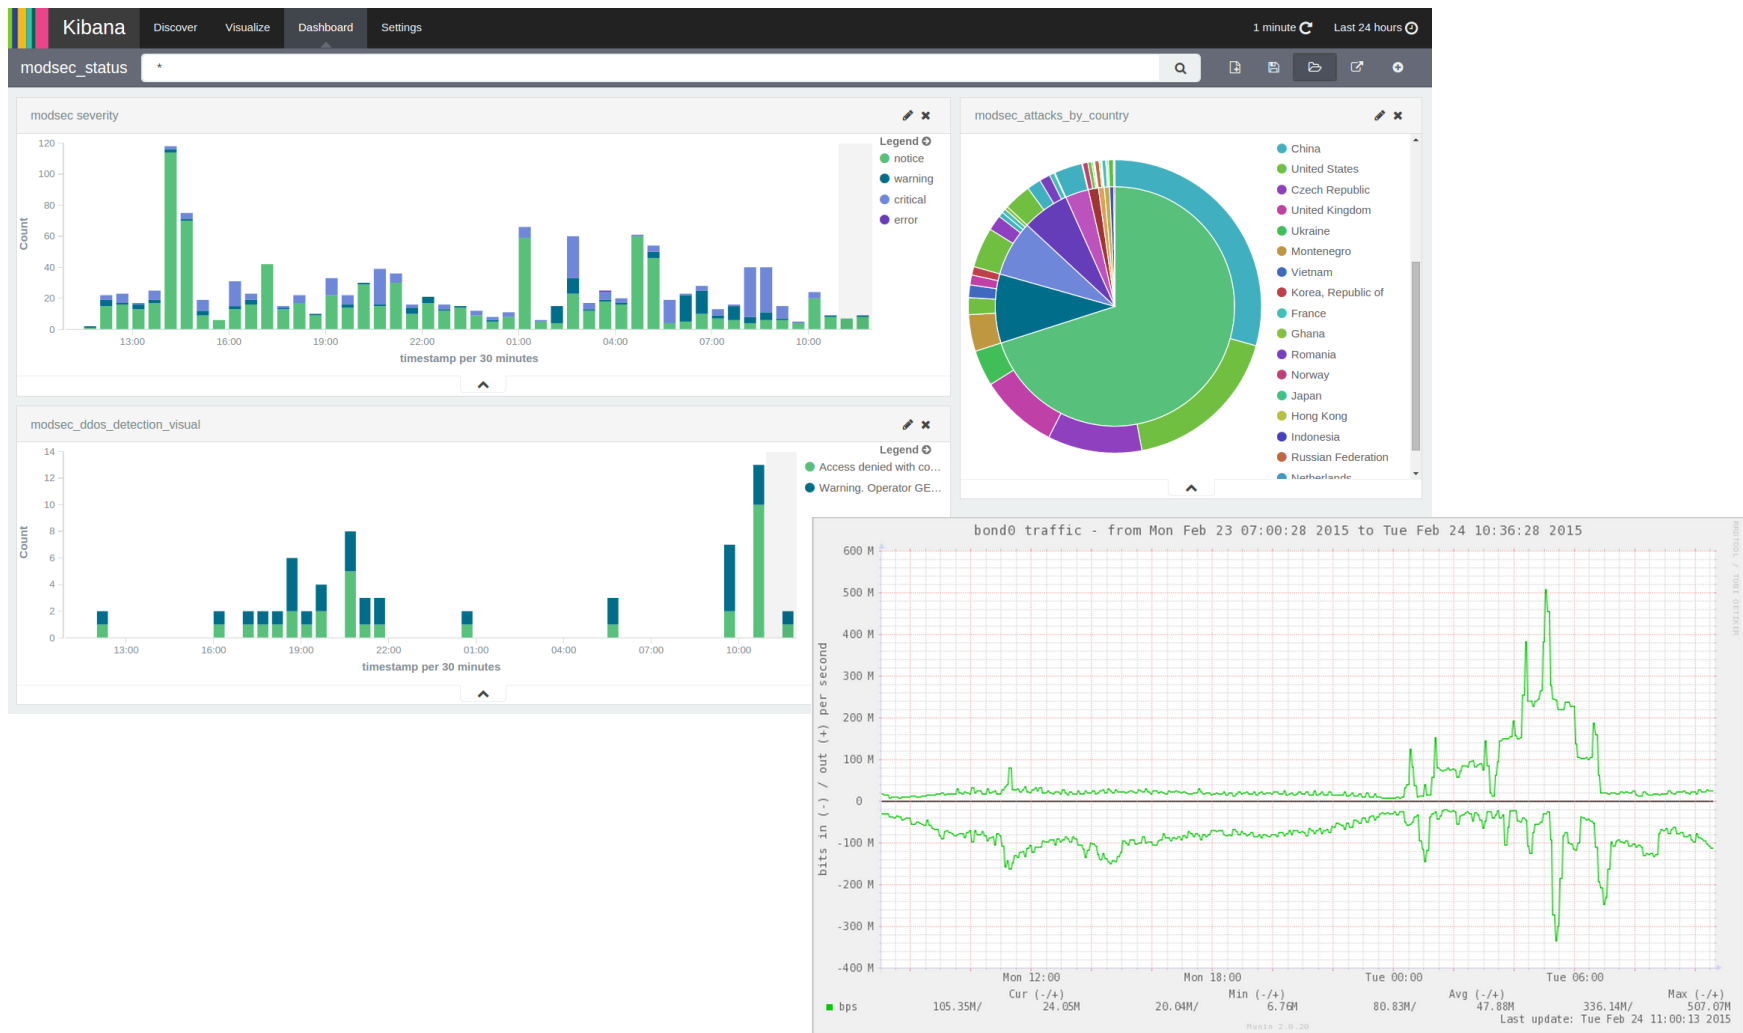 Kibana Discover Visualize Dashboard Settings 1 minute Last 24 hours
modsec_status *
modsec severity
120
100
80
60
40
20
0
Count
13:00 16:00 19:00 22:00 01:00 04:00 07:00 10:00
timestamp per 30 minutes
Legend
notice
warning
critical
error
modsec_attacks_by_country
China
United States
Czech Republic
United Kingdom
Ukraine
Montenegro
Vietnam
Korea, Republic of
France
Ghana
Romania
Norway
Japan
Hong Kong
Indonesia
Russian Federation
Netherlands
modsec_ddos_detection_visual
14
12
10
8
6
4
2
0
Count
13:00 16:00 19:00 22:00 01:00 04:00 07:00 10:00
timestamp per 30 minutes
Legend
Access denied with co...
Warning. Operator GE...
bond0 traffic - from Mon Feb 23 07:00:28 2015 to Tue Feb 24 10:36:28 2015
RRDTOOL / TOBI OETIKER
bits in (-) / out (+) per second
600 M
500 M
400 M
300 M
200 M
100 M
0
-100 M
-200 M
-300 M
-400 M
Mon 12:00 Mon 18:00 Tue 00:00 Tue 06:00
Cur (-/+) Min (-/+) Avg (-/+) Max (-/+)
bps 105.35M/ 24.05M 20.04M/ 6.76M 80.83M/ 47.88M 336.14M/ 507.07M
Last update: Tue Feb 24 11:00:13 2015
Munin 2.0.20